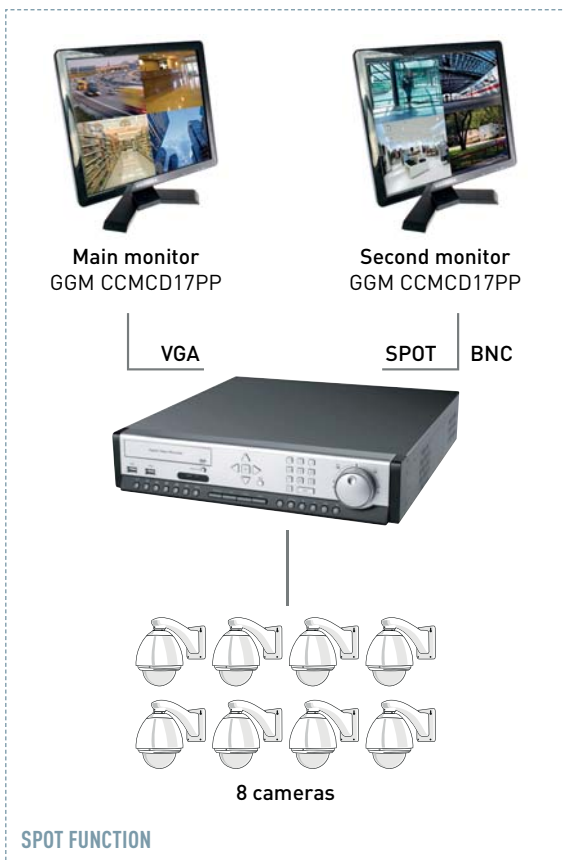 Main monitor
GGM CCMCD17PP
Second monitor
GGM CCMCD17PP
VGA
SPOT
BNC
8 cameras
SPOT FUNCTION